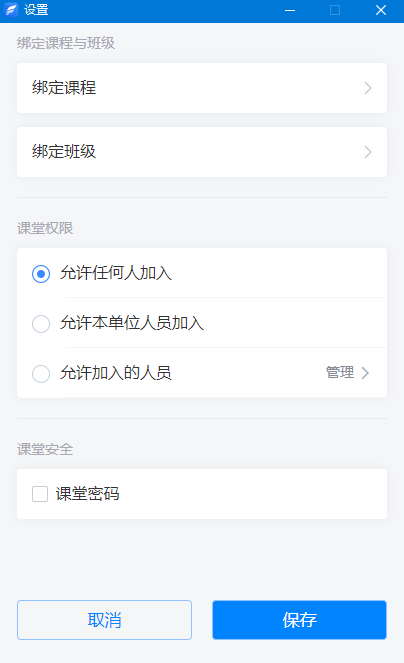 设置
绑定课程与班级
绑定课程
绑定班级
课堂权限
允许任何人加入
允许本单位人员加入
允许加入的人员 管理
课堂安全
课堂密码
取消 保存